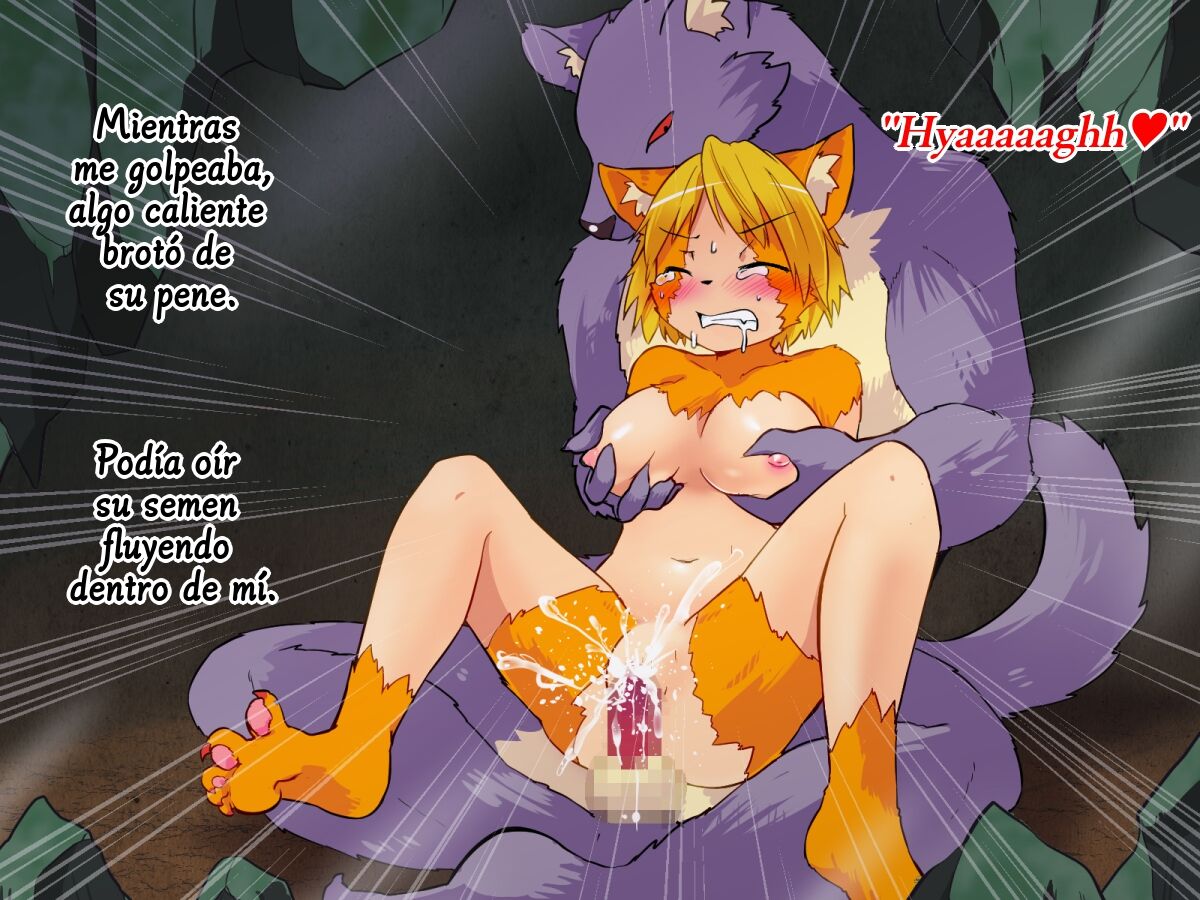 Mientras
me golpeaba,
algo caliente
brotó de
su pene.
"Hyaaaaaghh♥"
Podía oír
su semen
fluyendo
dentro de mí.